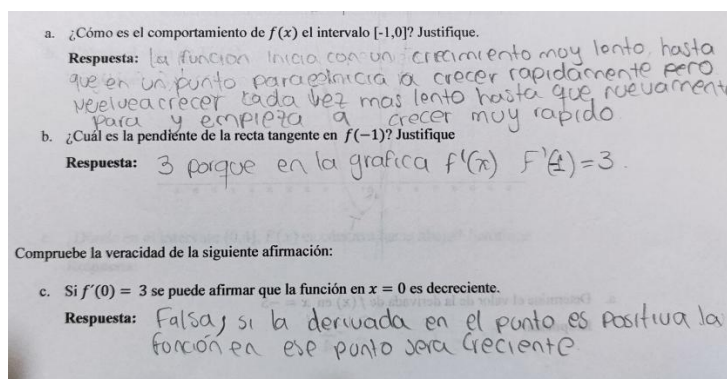 a. ¿Cómo es el comportamiento de f(x) el intervalo [-1,0]? Justifique.
Respuesta: la función inicia con un crecimiento muy lento, hasta
que en un punto para e inicia a crecer rapidamente pero
vuelve a crecer cada vez mas lento hasta que nuevament
para y empieza a crecer muy rapido
b. ¿Cuál es la pendiente de la recta tangente en f(−1)? Justifique
Respuesta: 3 porque en la grafica f'(x) F'(-1)=3.
Compruebe la veracidad de la siguiente afirmación:
c. Si f′(0) = 3 se puede afirmar que la función en x = 0 es decreciente.
Respuesta: Falsa, si la derivada en el punto es positiva la
función en ese punto sera creciente